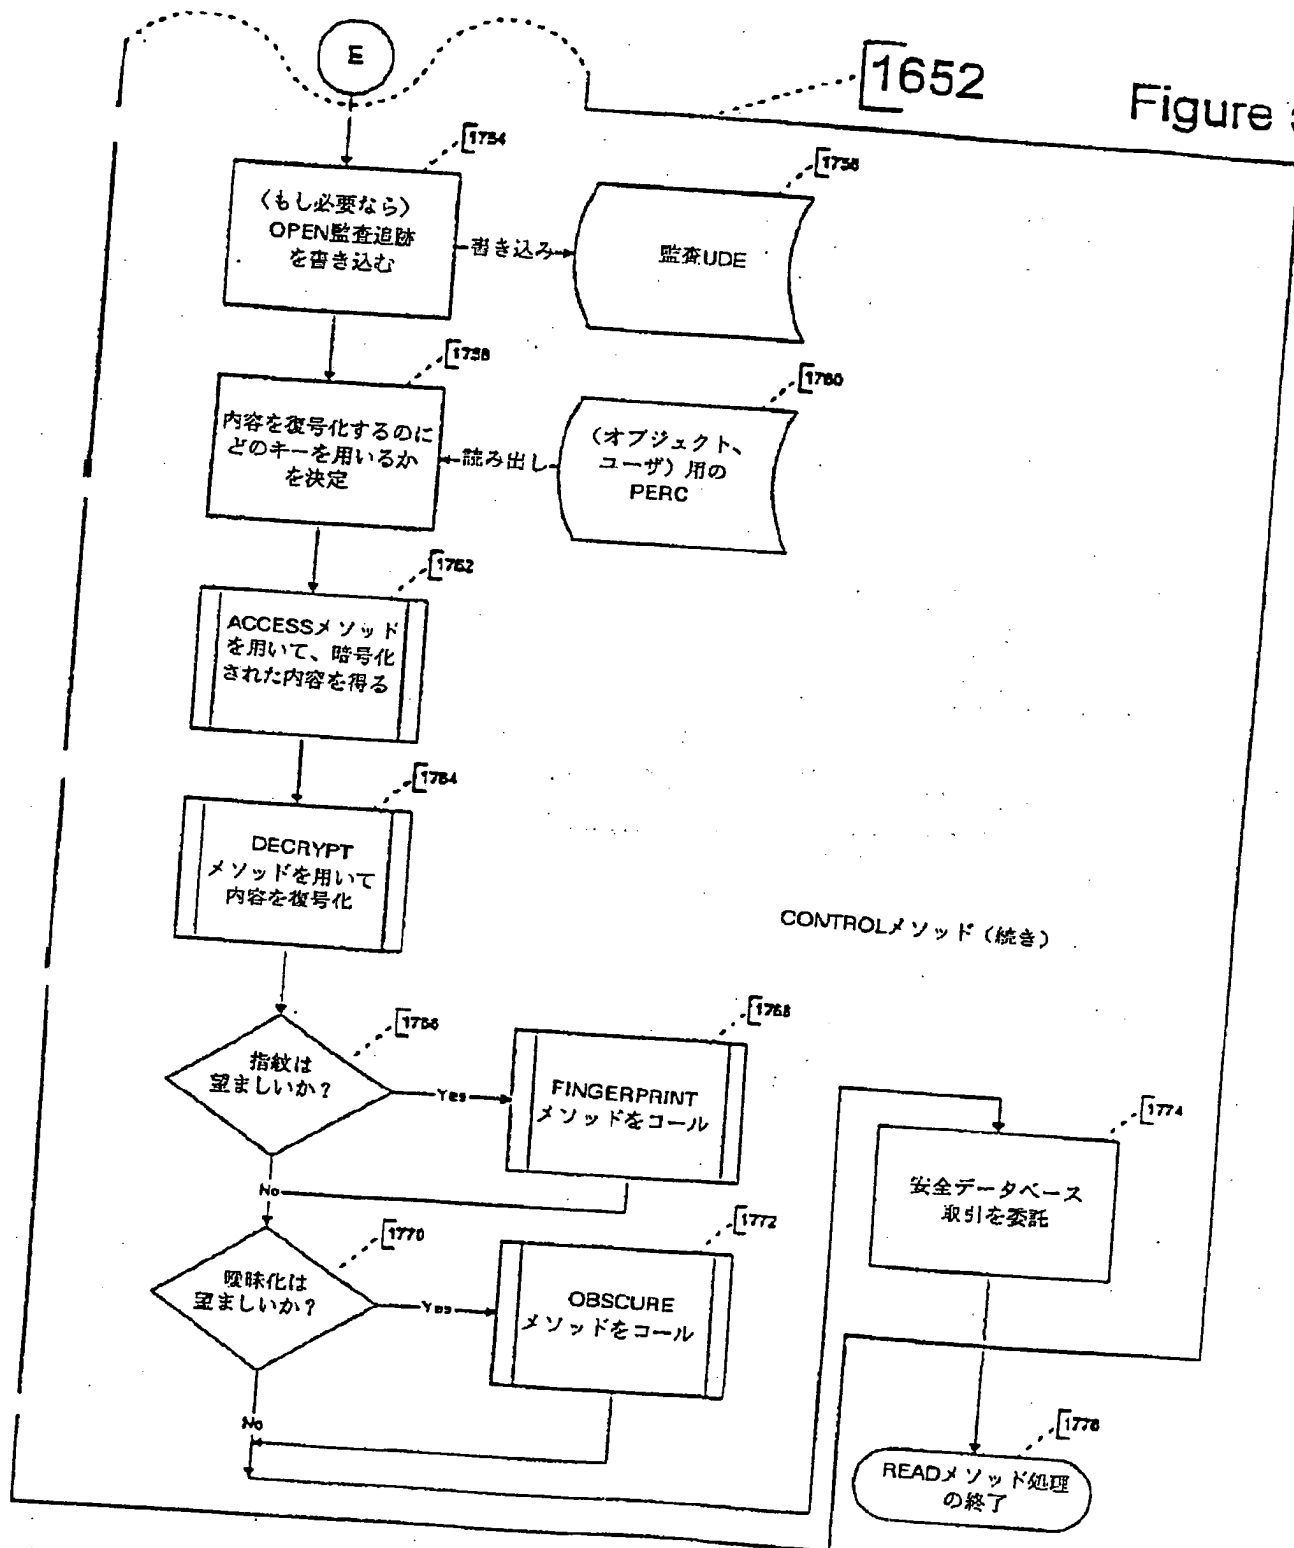 E
1652
Figure
1754
(もし必要なら)
OPEN監査追跡
を書き込む
書き込み
1756
監査UDE
1758
内容を復号化するのに
どのキーを用いるか
を決定
読み出し
1760
(オブジェクト、
ユーザ)用の
PERC
1762
ACCESSメソッド
を用いて、暗号化
された内容を得る
1764
DECRYPT
メソッドを用いて
内容を復号化
CONTROLメソッド(続き)
1766
指紋は
望ましいか?
Yes
1768
FINGERPRINT
メソッドをコール
No
1770
曖昧化は
望ましいか?
Yes
1772
OBSCURE
メソッドをコール
No
1774
安全データベース
取引を委託
1776
READメソッド処理
の終了